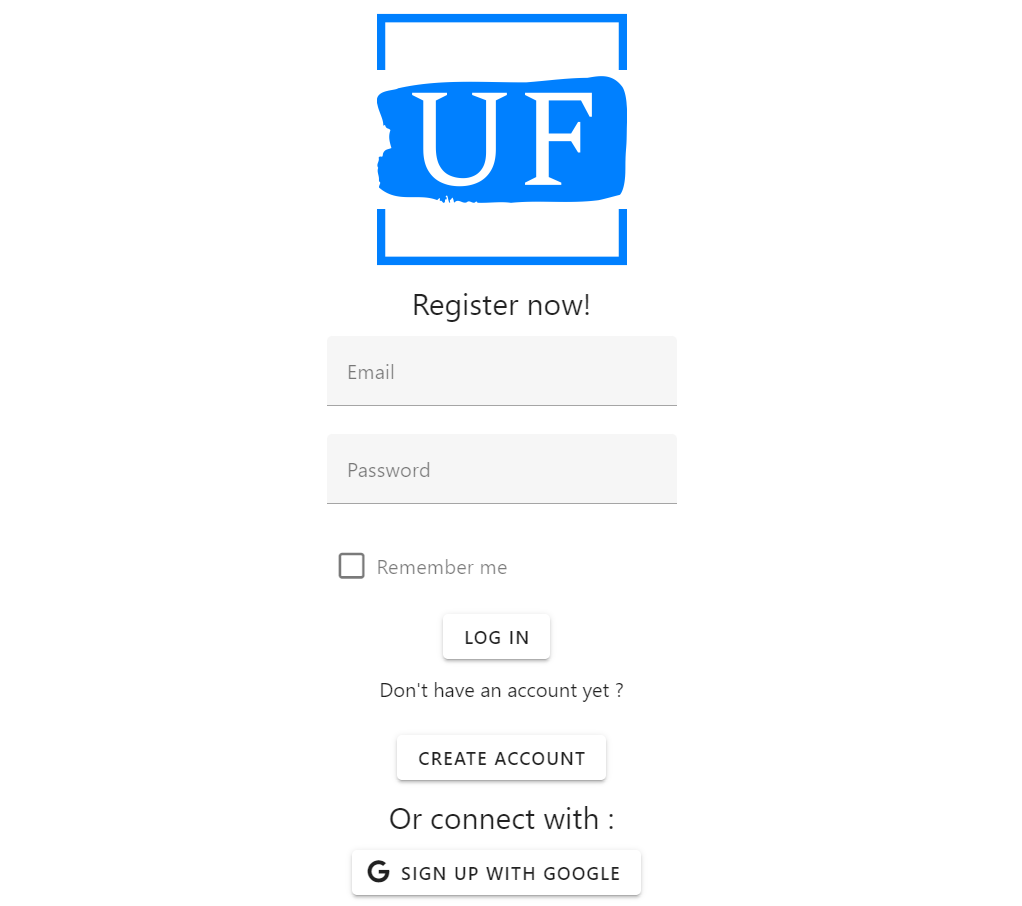 UF
Register now!
Email
Password
Remember me
LOG IN
Don't have an account yet ?
CREATE ACCOUNT
Or connect with :
G SIGN UP WITH GOOGLE